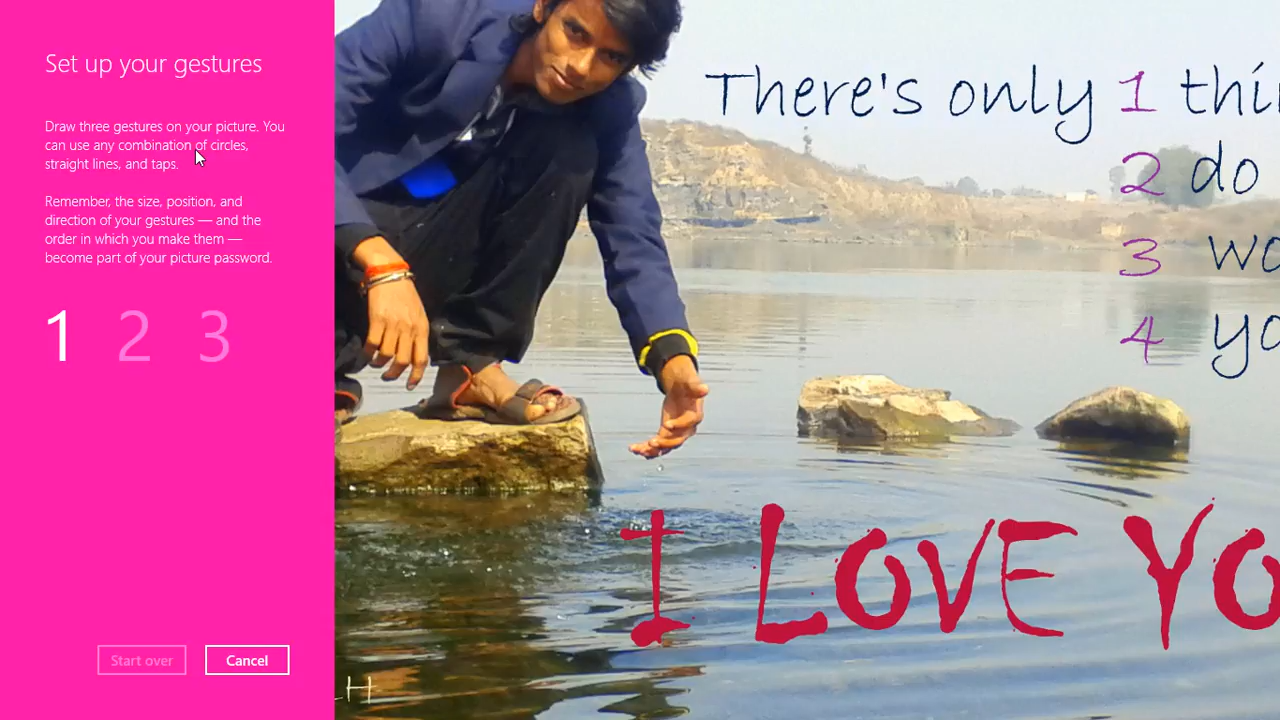 Set up your gestures
Draw three gestures on your picture. You
can use any combination of circles,
straight lines, and taps.
Remember, the size, position, and
direction of your gestures — and the
order in which you make them —
become part of your picture password.
1 2 3
Start over Cancel
There's only 1 thi
2 do
3 wo
4 yo
I LOVE YO
LH